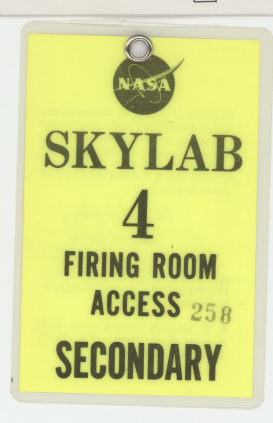 NASA
SKYLAB
4
FIRING ROOM
ACCESS 258
SECONDARY